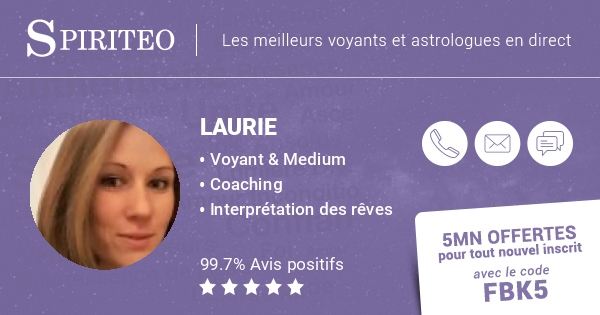 SPIRITEO
Les meilleurs voyants et astrologues en direct
LAURIE
• Voyant & Medium
• Coaching
• Interprétation des rêves
99.7% Avis positifs
5MN OFFERTES
pour tout nouvel inscrit
avec le code
FBK5